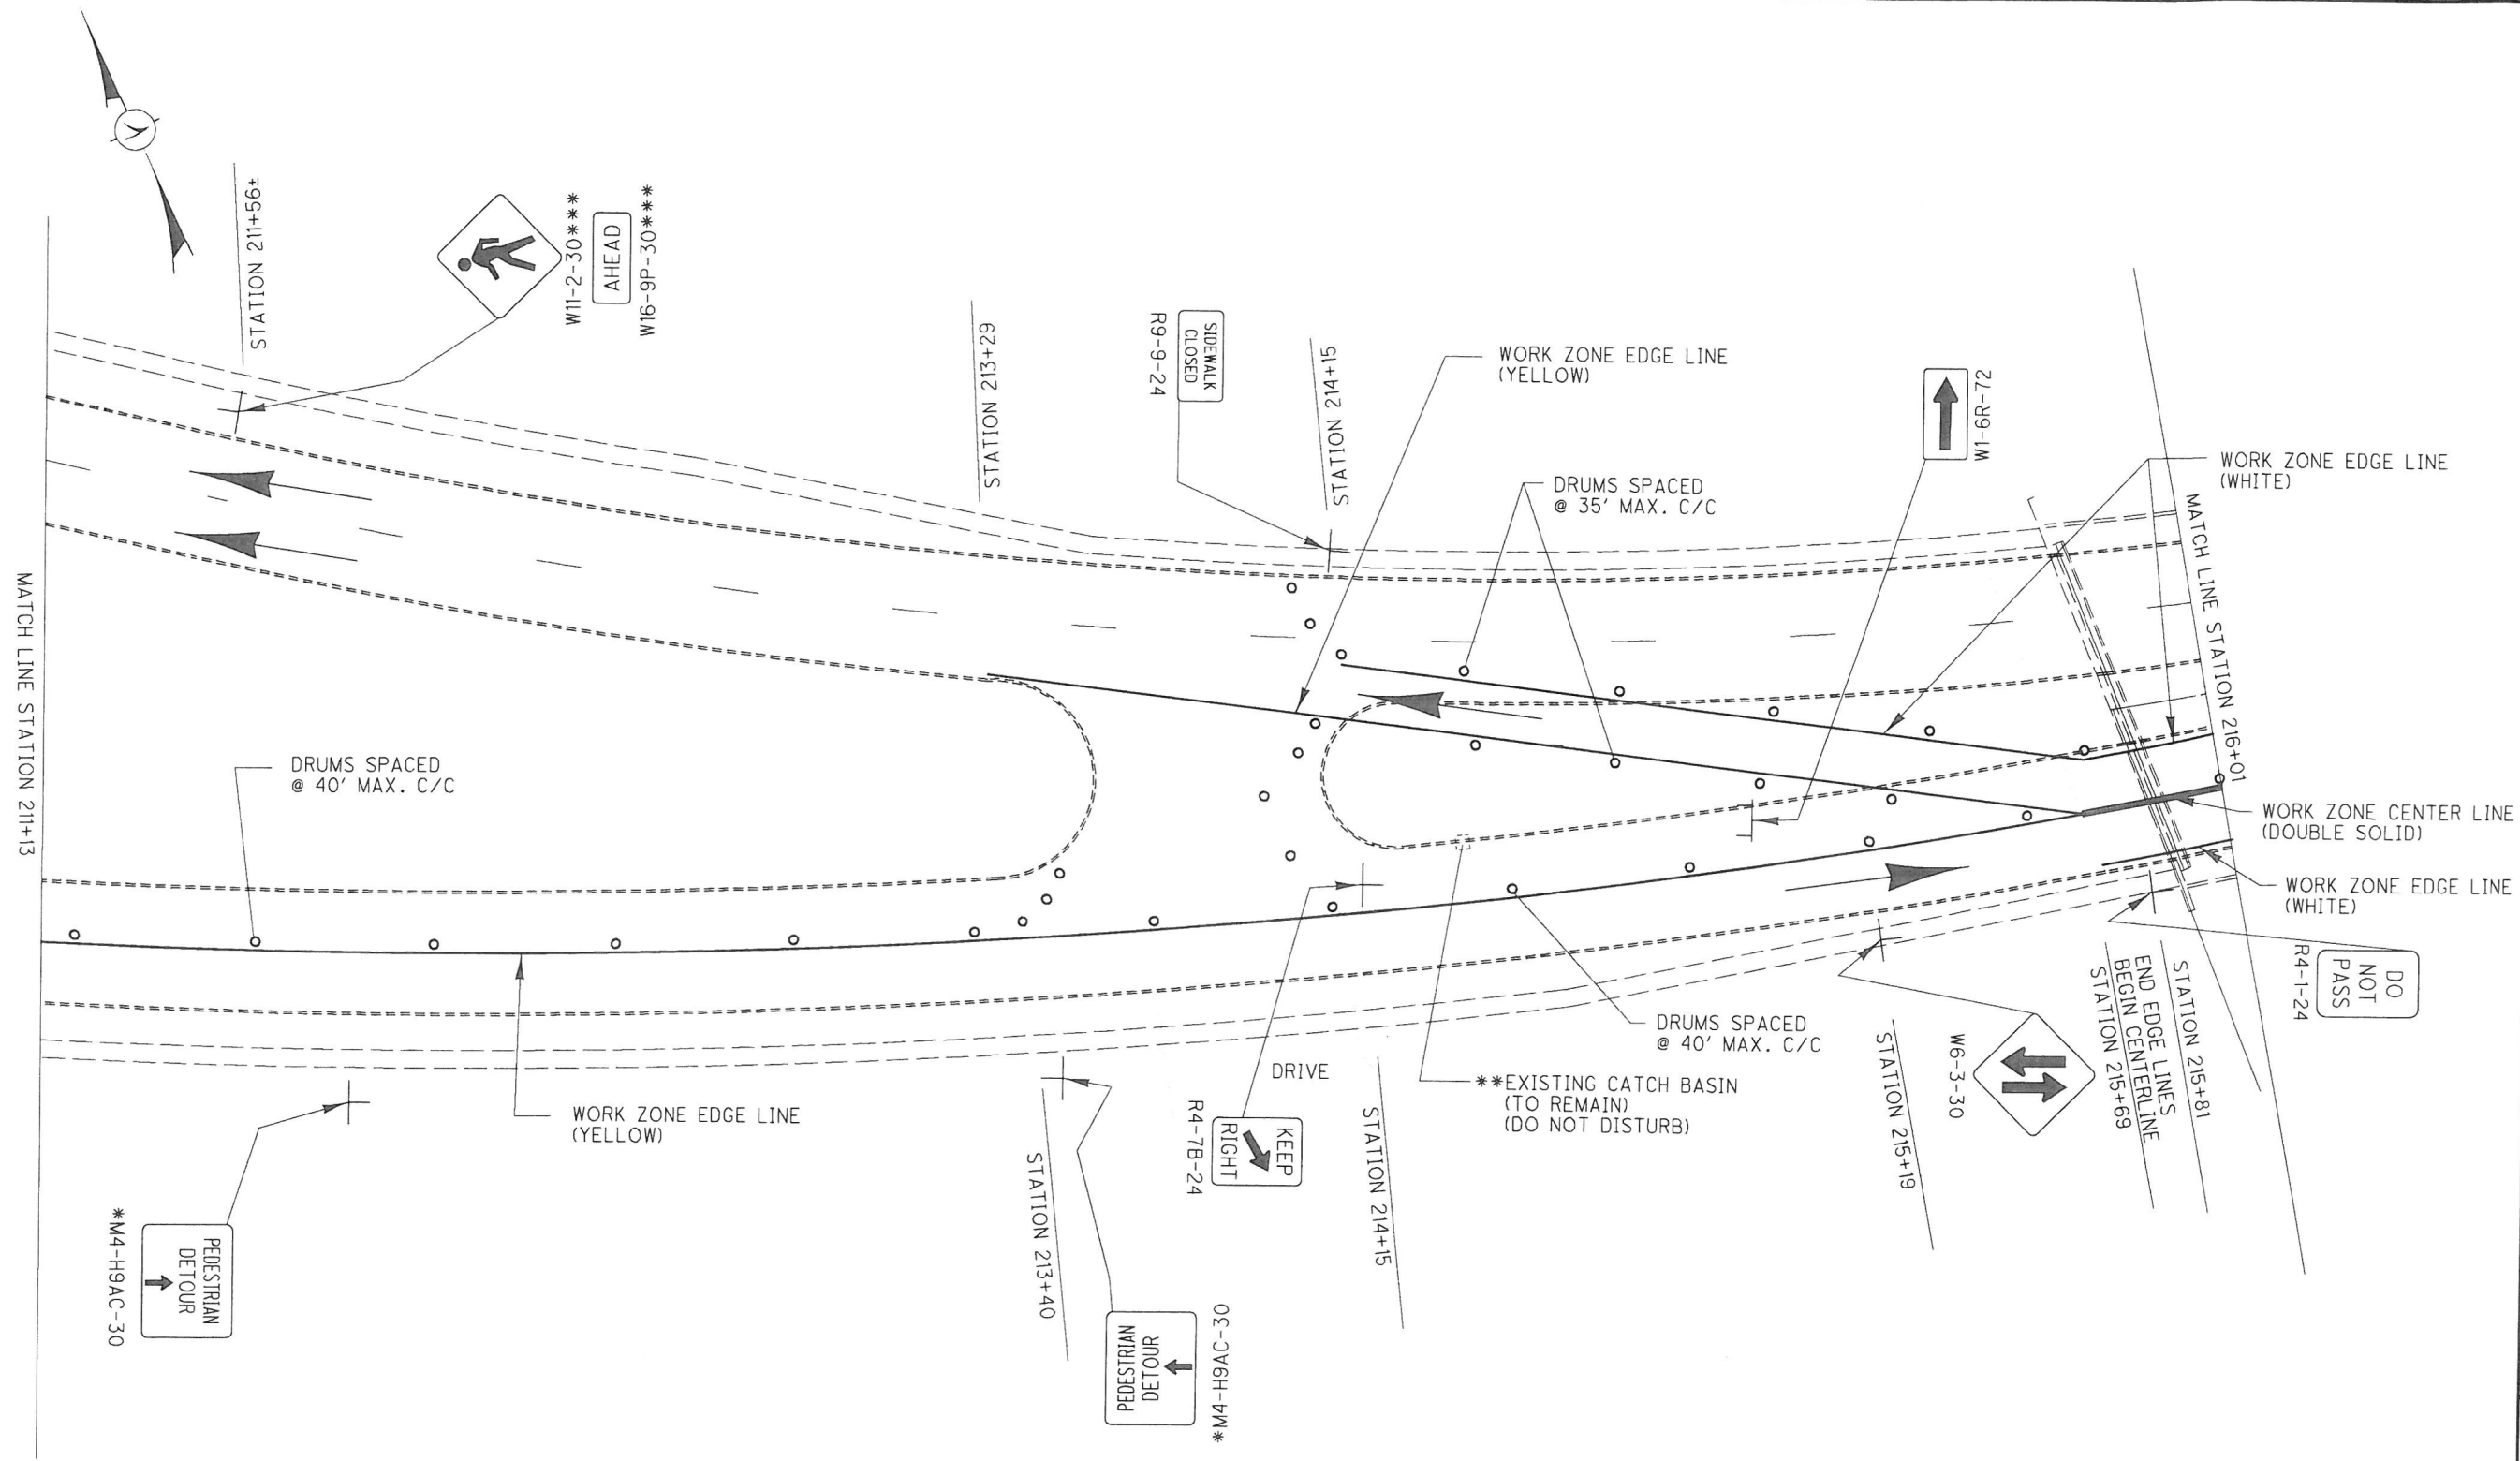 STATION 211+56±
W11-2-30***
AHEAD
W16-9P-30***
STATION 213+29
SIDEWALK
CLOSED
R9-9-24
STATION 214+15
WORK ZONE EDGE LINE
(YELLOW)
DRUMS SPACED
@ 35' MAX. C/C
W1-6R-72
WORK ZONE EDGE LINE
(WHITE)
MATCH LINE STATION 216+01
MATCH LINE STATION 211+13
DRUMS SPACED
@ 40' MAX. C/C
WORK ZONE CENTER LINE
(DOUBLE SOLID)
WORK ZONE EDGE LINE
(WHITE)
DO
NOT
PASS
R4-1-24
STATION 215+81
END EDGE LINES
BEGIN CENTERLINE
STATION 215+69
W6-3-30
STATION 215+19
DRUMS SPACED
@ 40' MAX. C/C
**EXISTING CATCH BASIN
(TO REMAIN)
(DO NOT DISTURB)
DRIVE
KEEP
RIGHT
R4-7B-24
STATION 214+15
WORK ZONE EDGE LINE
(YELLOW)
STATION 213+40
PEDESTRIAN
DETOUR
*M4-H9AC-30
PEDESTRIAN
DETOUR
*M4-H9AC-30